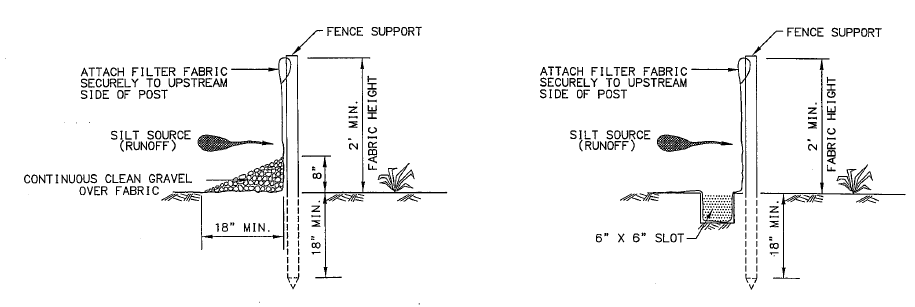 FENCE SUPPORT
ATTACH FILTER FABRIC
SECURELY TO UPSTREAM
SIDE OF POST
2' MIN.
FABRIC HEIGHT
SILT SOURCE
(RUNOFF)
8"
CONTINUOUS CLEAN GRAVEL
OVER FABRIC
18" MIN.
18" MIN.
FENCE SUPPORT
ATTACH FILTER FABRIC
SECURELY TO UPSTREAM
SIDE OF POST
2' MIN.
FABRIC HEIGHT
SILT SOURCE
(RUNOFF)
6" X 6" SLOT
18" MIN.